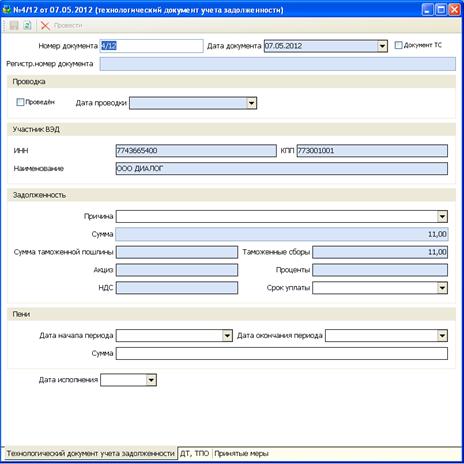 №4/12 от 07.05.2012 (технологический документ учета задолженности)
Провести
Номер документа 4/12 Дата документа 07.05.2012 Документ ТС
Регистр.номер документа
Проводка
Проведён Дата проводки
Участник ВЭД
ИНН 7743665400 КПП 773001001
Наименование ООО ДИАЛОГ
Задолженность
Причина
Сумма 11,00
Сумма таможенной пошлины Таможенные сборы 11,00
Акциз Проценты
НДС Срок уплаты
Пени
Дата начала периода Дата окончания периода
Сумма
Дата исполнения
Технологический документ учета задолженности ДТ, ТПО Принятые меры